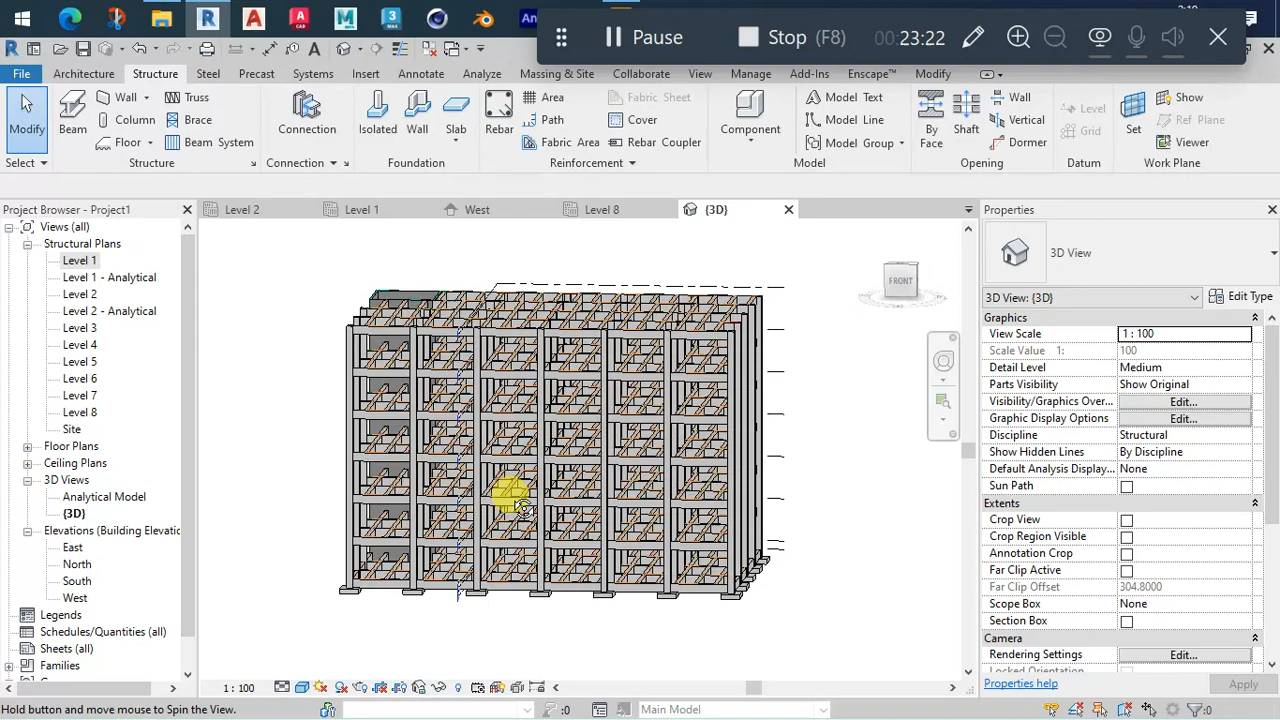 Pause
Stop (F8)
00:23:22
File
Architecture
Structure
Steel
Precast
Systems
Insert
Annotate
Analyze
Massing & Site
Collaborate
View
Manage
Add-Ins
Enscape™
Modify
Modify
Beam
Wall
Column
Floor
Truss
Brace
Beam System
Connection
Isolated
Wall
Slab
Rebar
Area
Path
Fabric Area
Fabric Sheet
Cover
Rebar Coupler
Component
Model Text
Model Line
Model Group
By
Face
Shaft
Wall
Vertical
Dormer
Level
Grid
Set
Show
Ref Plane
Viewer
Select
Structure
Connection
Foundation
Reinforcement
Model
Opening
Datum
Work Plane
Project Browser - Project1
Level 2
Level 1
West
Level 8
{3D}
Properties
Views (all)
Structural Plans
Level 1
Level 1 - Analytical
Level 2
Level 2 - Analytical
Level 3
Level 4
Level 5
Level 6
Level 7
Level 8
Site
Floor Plans
Ceiling Plans
3D Views
Analytical Model
{3D}
Elevations (Building Elevatio
East
North
South
West
Legends
Schedules/Quantities (all)
Sheets (all)
Families
FRONT
3D View
3D View: {3D}
Edit Type
Graphics
View Scale 1 : 100
Scale Value 1: 100
Detail Level Medium
Parts Visibility Show Original
Visibility/Graphics Over... Edit...
Graphic Display Options Edit...
Discipline Structural
Show Hidden Lines By Discipline
Default Analysis Display... None
Sun Path
Extents
Crop View
Crop Region Visible
Annotation Crop
Far Clip Active
Far Clip Offset 304.8000
Scope Box None
Section Box
Camera
Rendering Settings Edit...
Properties help
Apply
1 : 100
Hold button and move mouse to Spin the View.
:0
Main Model
:0